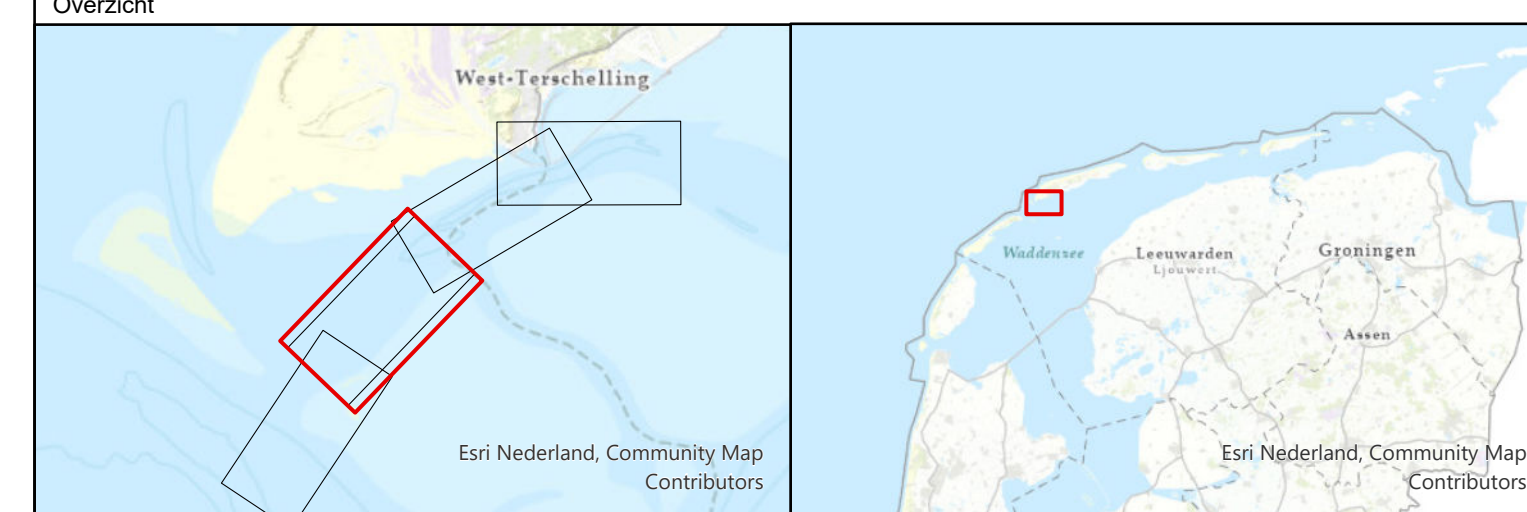 Overzicht
West-Terschelling
Esri Nederland, Community Map
Contributors
Waddenzee
Leeuwarden
Ljouwert
Groningen
Assen
Esri Nederland, Community Map
Contributors